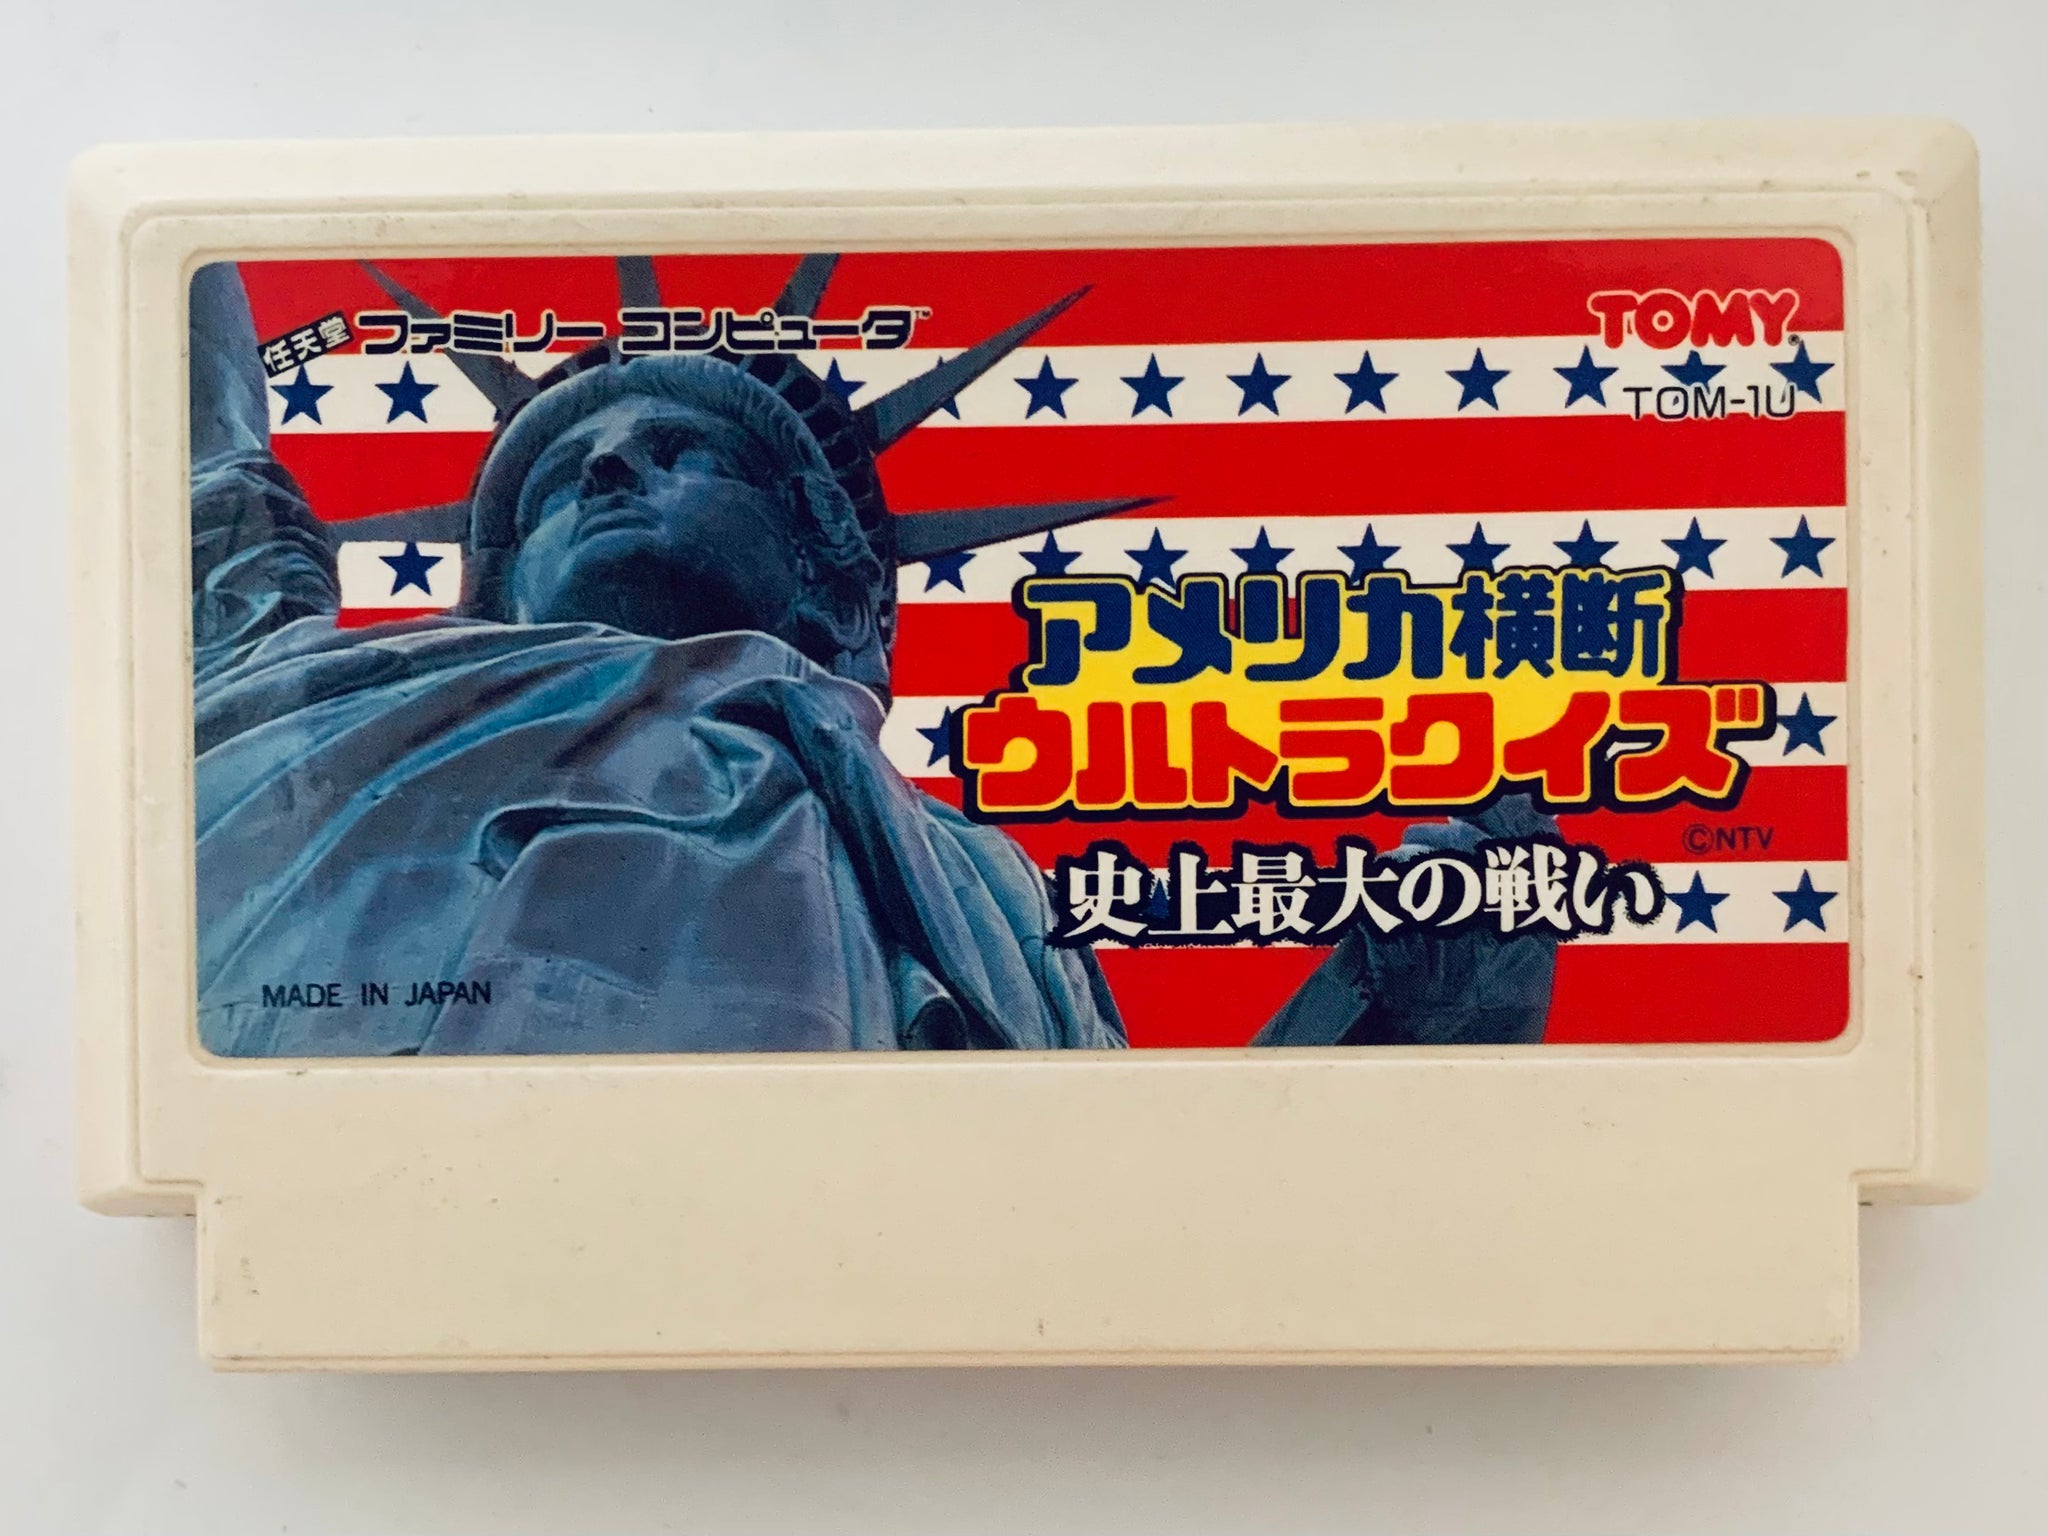 任天堂 ファミリー コンピュータ™
TOMY®
TOM-1U
アメリカ横断
ウルトラクイズ
©NTV
史上最大の戦い
MADE IN JAPAN